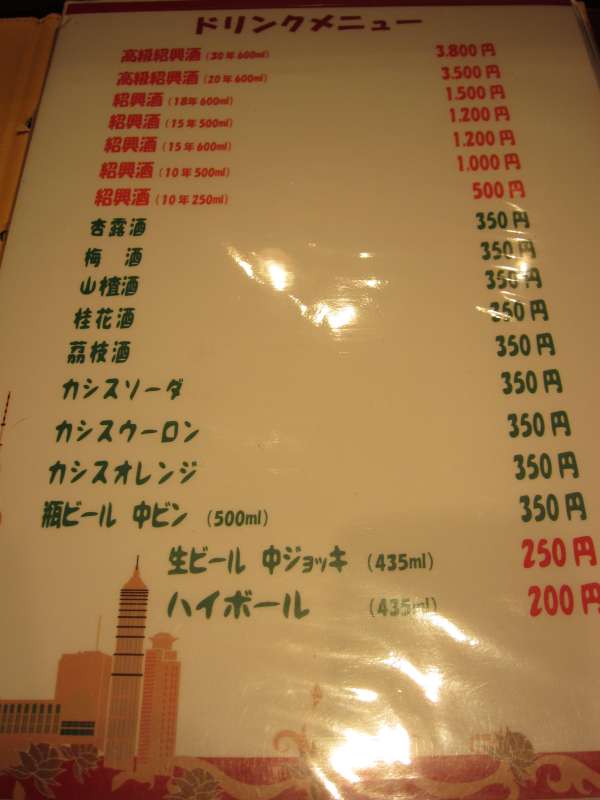 ドリンクメニュー
高級紹興酒（30年600ml） 3.800円
高級紹興酒（20年600ml） 3.500円
紹興酒（18年600ml） 1.500円
紹興酒（15年500ml） 1.200円
紹興酒（15年600ml） 1.200円
紹興酒（10年500ml） 1.000円
紹興酒（10年250ml） 500円
杏露酒 350円
梅 酒 350円
山楂酒 350円
桂花酒 350円
茘枝酒 350円
カシスソーダ 350円
カシスウーロン 350円
カシスオレンジ 350円
瓶ビール 中ビン （500ml） 350円
生ビール 中ジョッキ （435ml） 250円
ハイボール （435ml） 200円